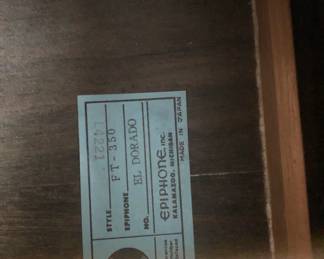 STYLE FT-350
EPIPHONE EL DORADO
NO.
EPIPHONE, INC.
KALAMAZOO, MICHIGAN
MADE IN JAPAN